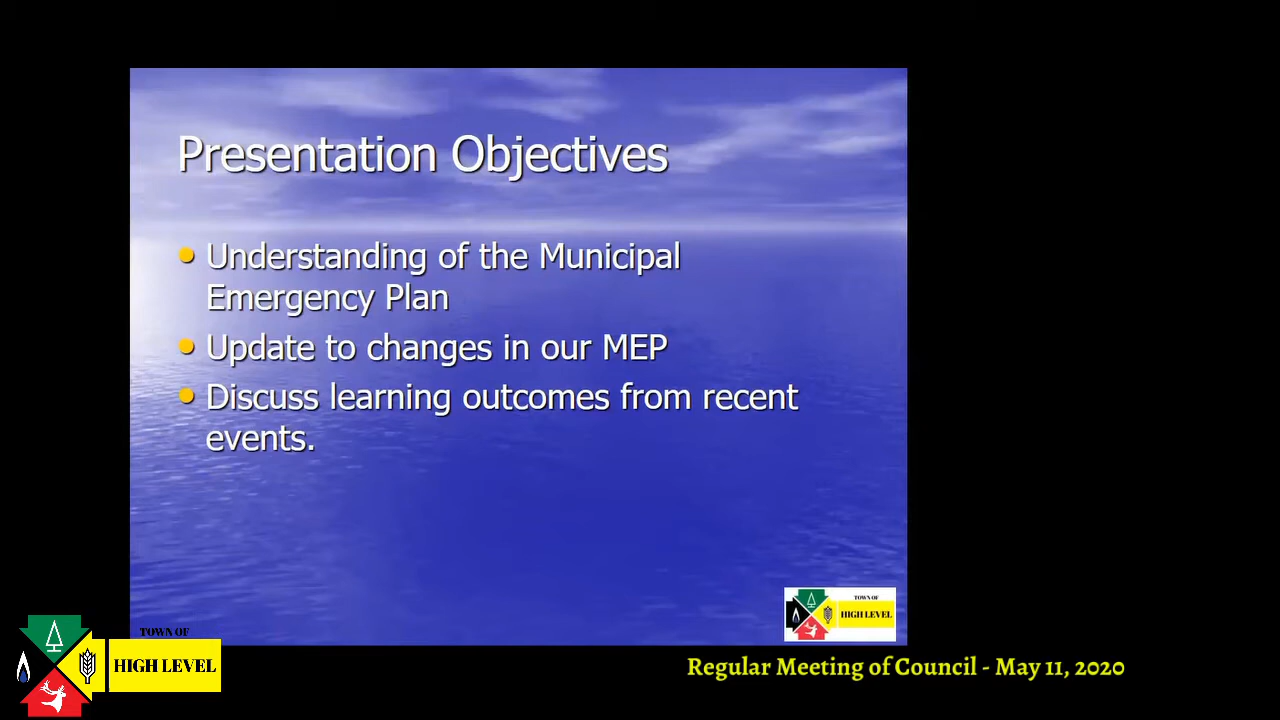 Presentation Objectives
Understanding of the Municipal
Emergency Plan
Update to changes in our MEP
Discuss learning outcomes from recent
events.
TOWN OF
HIGH LEVEL
TOWN OF
HIGH LEVEL
Regular Meeting of Council - May 11, 2020